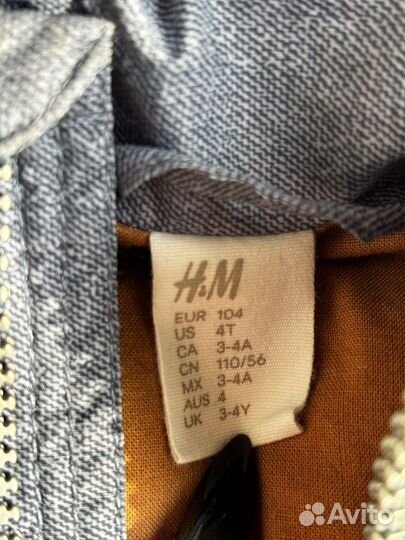 H&M
EUR 104
US 4T
CA 3-4A
CN 110/56
MX 3-4A
AUS 4
UK 3-4Y
Avito